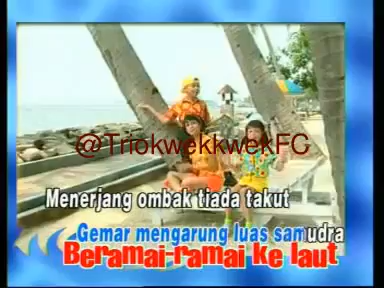 @TriokwekkwekFC
Menerjang ombak tiada takut
Gemar mengarung luas samudra
Beramai-ramai ke laut